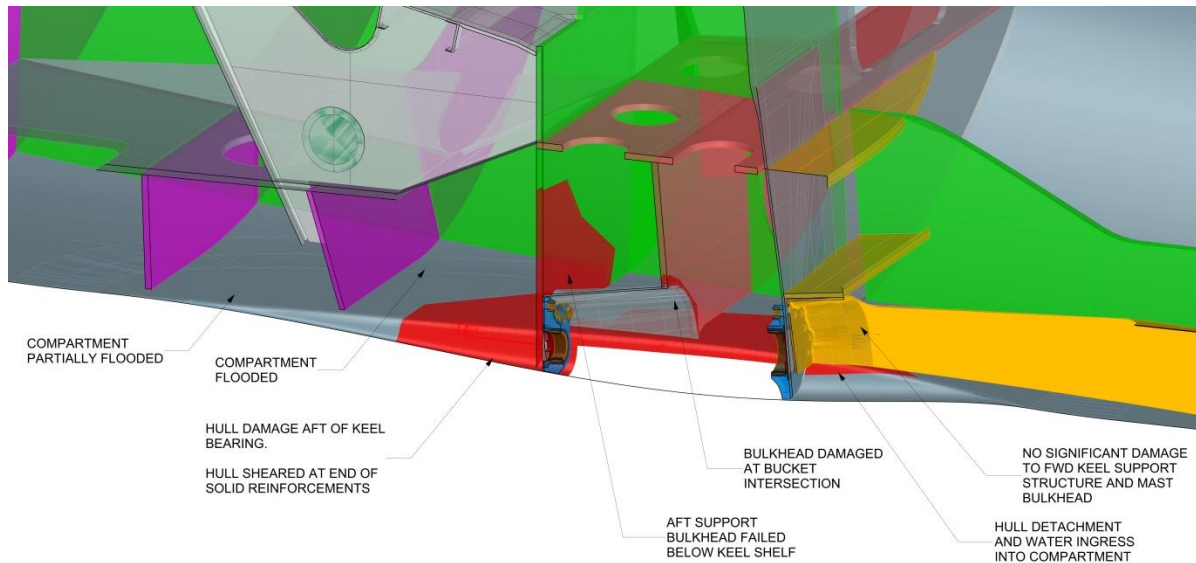 COMPARTMENT
PARTIALLY FLOODED
COMPARTMENT
FLOODED
HULL DAMAGE AFT OF KEEL
BEARING.
HULL SHEARED AT END OF
SOLID REINFORCEMENTS
AFT SUPPORT
BULKHEAD FAILED
BELOW KEEL SHELF
BULKHEAD DAMAGED
AT BUCKET
INTERSECTION
NO SIGNIFICANT DAMAGE
TO FWD KEEL SUPPORT
STRUCTURE AND MAST
BULKHEAD
HULL DETACHMENT
AND WATER INGRESS
INTO COMPARTMENT